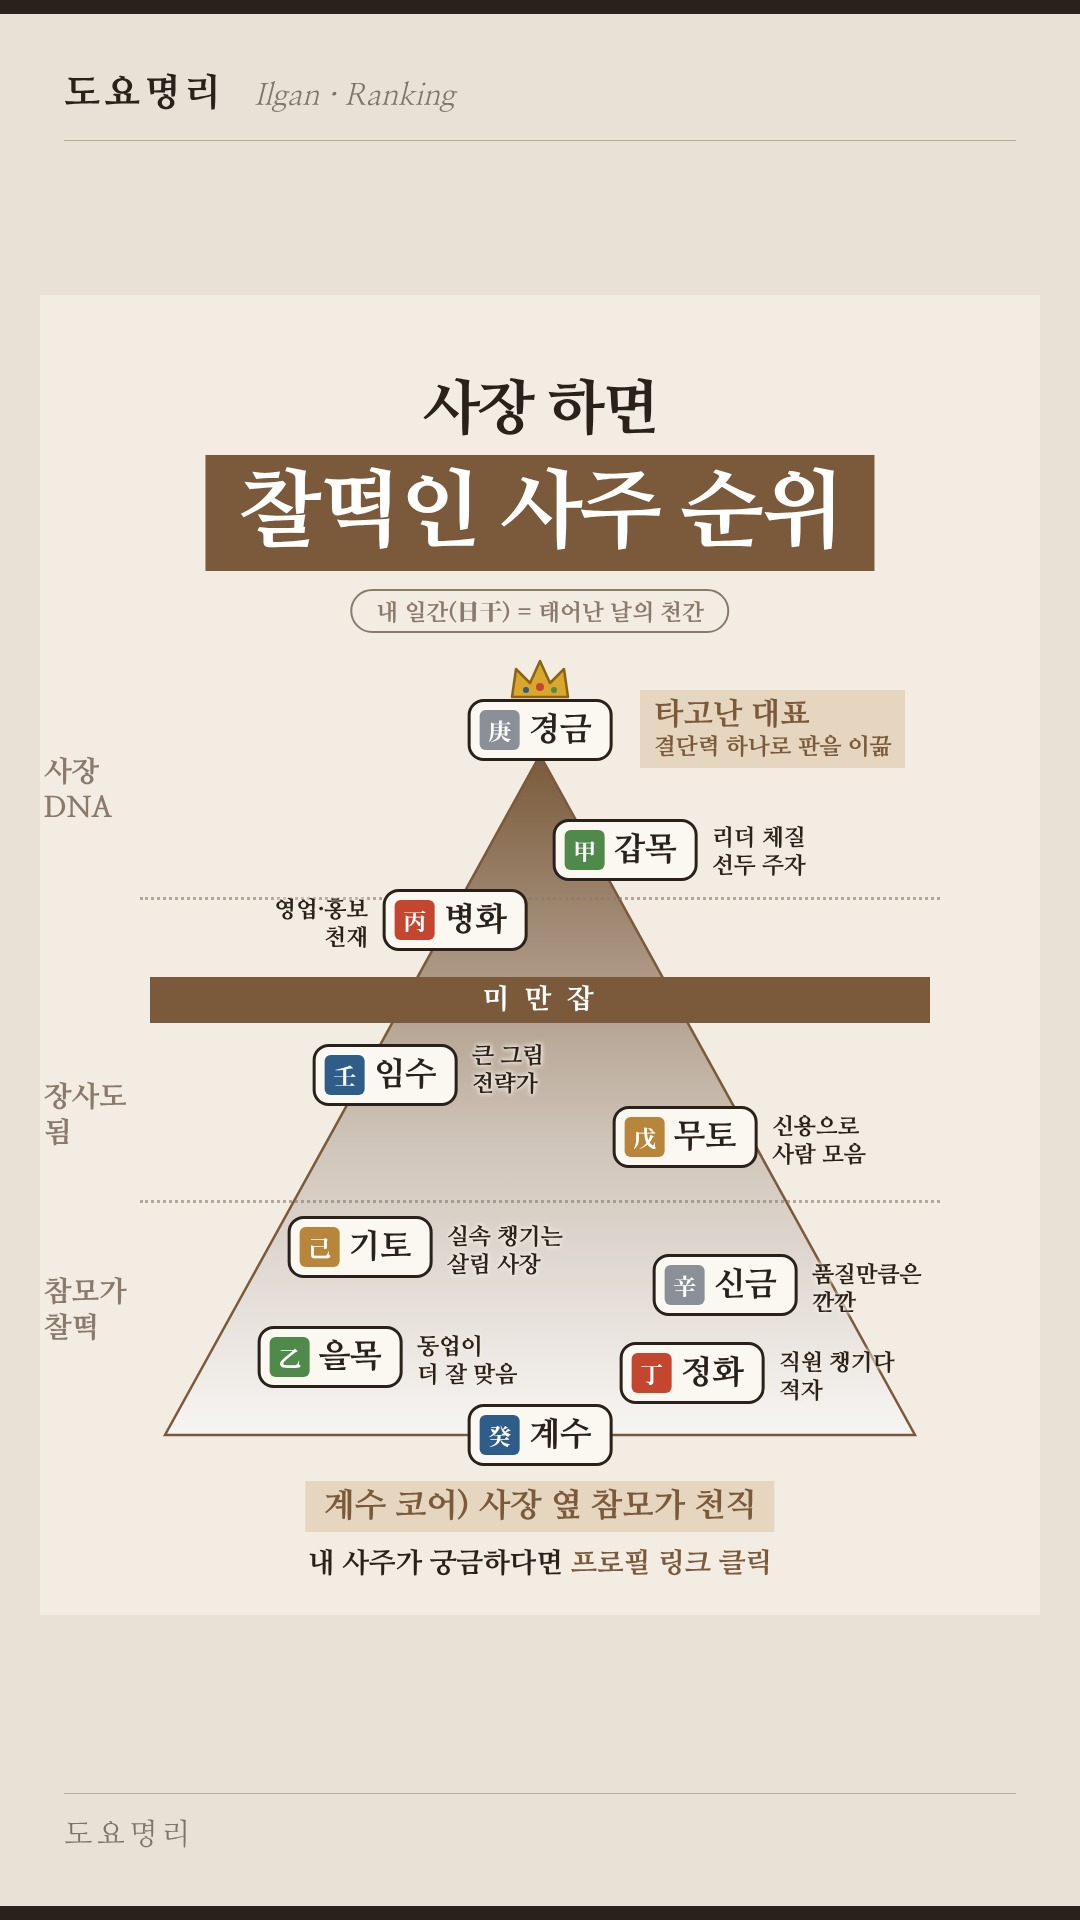 도요명리 Ilgan · Ranking
사장 하면
찰떡인 사주 순위
내 일간(日干) = 태어난 날의 천간
庚 경금
타고난 대표
결단력 하나로 판을 이끎
사장
DNA
甲 갑목
리더 체질
선두 주자
영업·홍보
천재
丙 병화
미만잡
壬 임수
큰 그림
전략가
장사도
됨
戊 무토
신용으로
사람 모음
己 기토
실속 챙기는
살림 사장
辛 신금
품질만큼은
깐깐
참모가
찰떡
乙 을목
동업이
더 잘 맞음
丁 정화
직원 챙기다
적자
癸 계수
계수 코어) 사장 옆 참모가 천직
내 사주가 궁금하다면 프로필 링크 클릭
도요명리